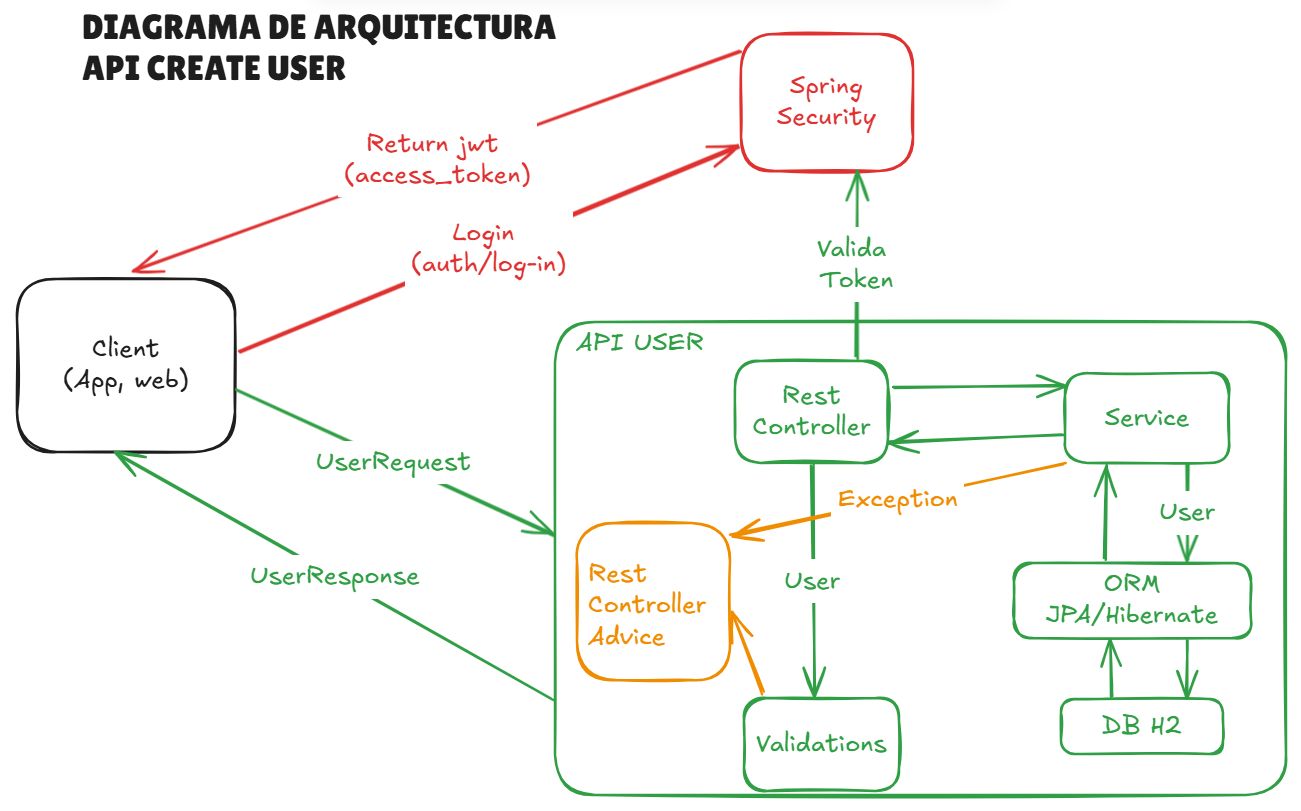 DIAGRAMA DE ARQUITECTURA
API CREATE USER
Spring
Security
Return jwt
(access_token)
Login
(auth/log-in)
Valida
Token
Client
(App, web)
API USER
Rest
Controller
Service
UserRequest
Exception
User
Rest
Controller
Advice
User
ORM
JPA/Hibernate
UserResponse
Validations
DB H2